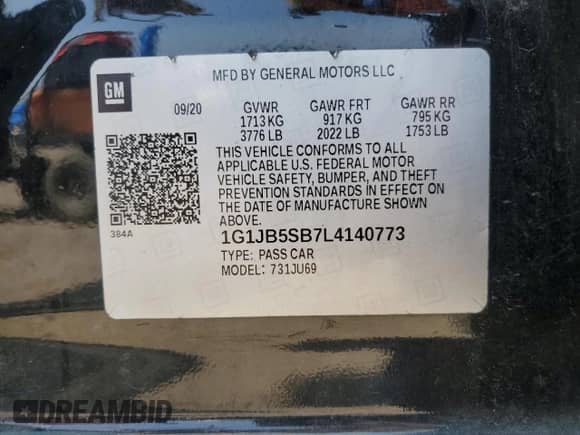 MFD BY GENERAL MOTORS LLC
GM
09/20 GVWR GAWR FRT GAWR RR
1713 KG 917 KG 795 KG
3776 LB 2022 LB 1753 LB
THIS VEHICLE CONFORMS TO ALL
APPLICABLE U.S. FEDERAL MOTOR
VEHICLE SAFETY, BUMPER, AND THEFT
PREVENTION STANDARDS IN EFFECT ON
THE DATE OF MANUFACTURE SHOWN
ABOVE.
384A
1G1JB5SB7L4140773
TYPE: PASS CAR
MODEL: 731JU69
DREAMBID